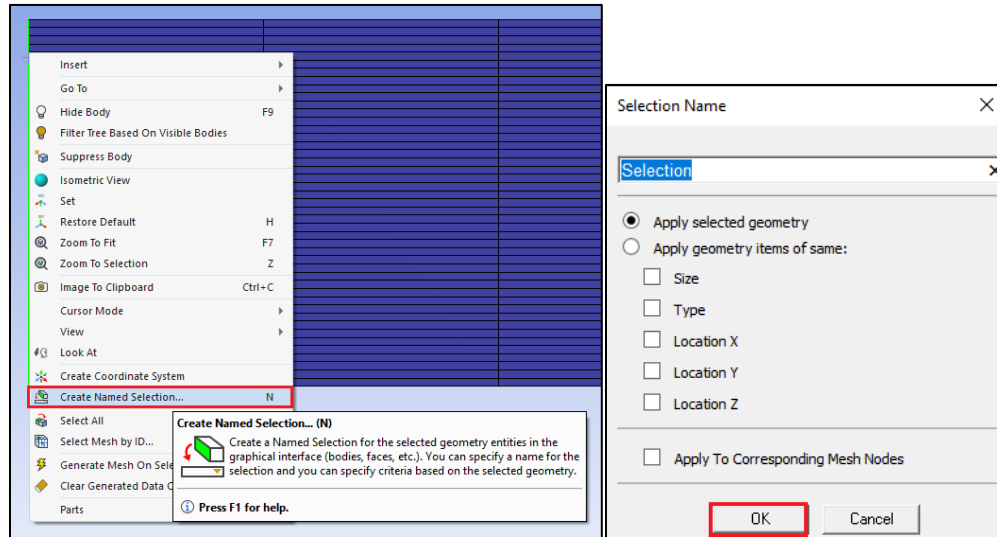 Insert
Go To
Hide Body F9
Filter Tree Based On Visible Bodies
Suppress Body
Isometric View
Set
Restore Default H
Zoom To Fit F7
Zoom To Selection Z
Image To Clipboard Ctrl+C
Cursor Mode
View
Look At
Create Coordinate System
Create Named Selection... N
Select All
Select Mesh by ID...
Generate Mesh On Sele
Clear Generated Data O
Parts
Create Named Selection... (N)
Create a Named Selection for the selected geometry entities in the
graphical interface (bodies, faces, etc.). You can specify a name for the
selection and you can specify criteria based on the selected geometry.
Press F1 for help.
Selection Name
Selection
Apply selected geometry
Apply geometry items of same:
Size
Type
Location X
Location Y
Location Z
Apply To Corresponding Mesh Nodes
OK Cancel